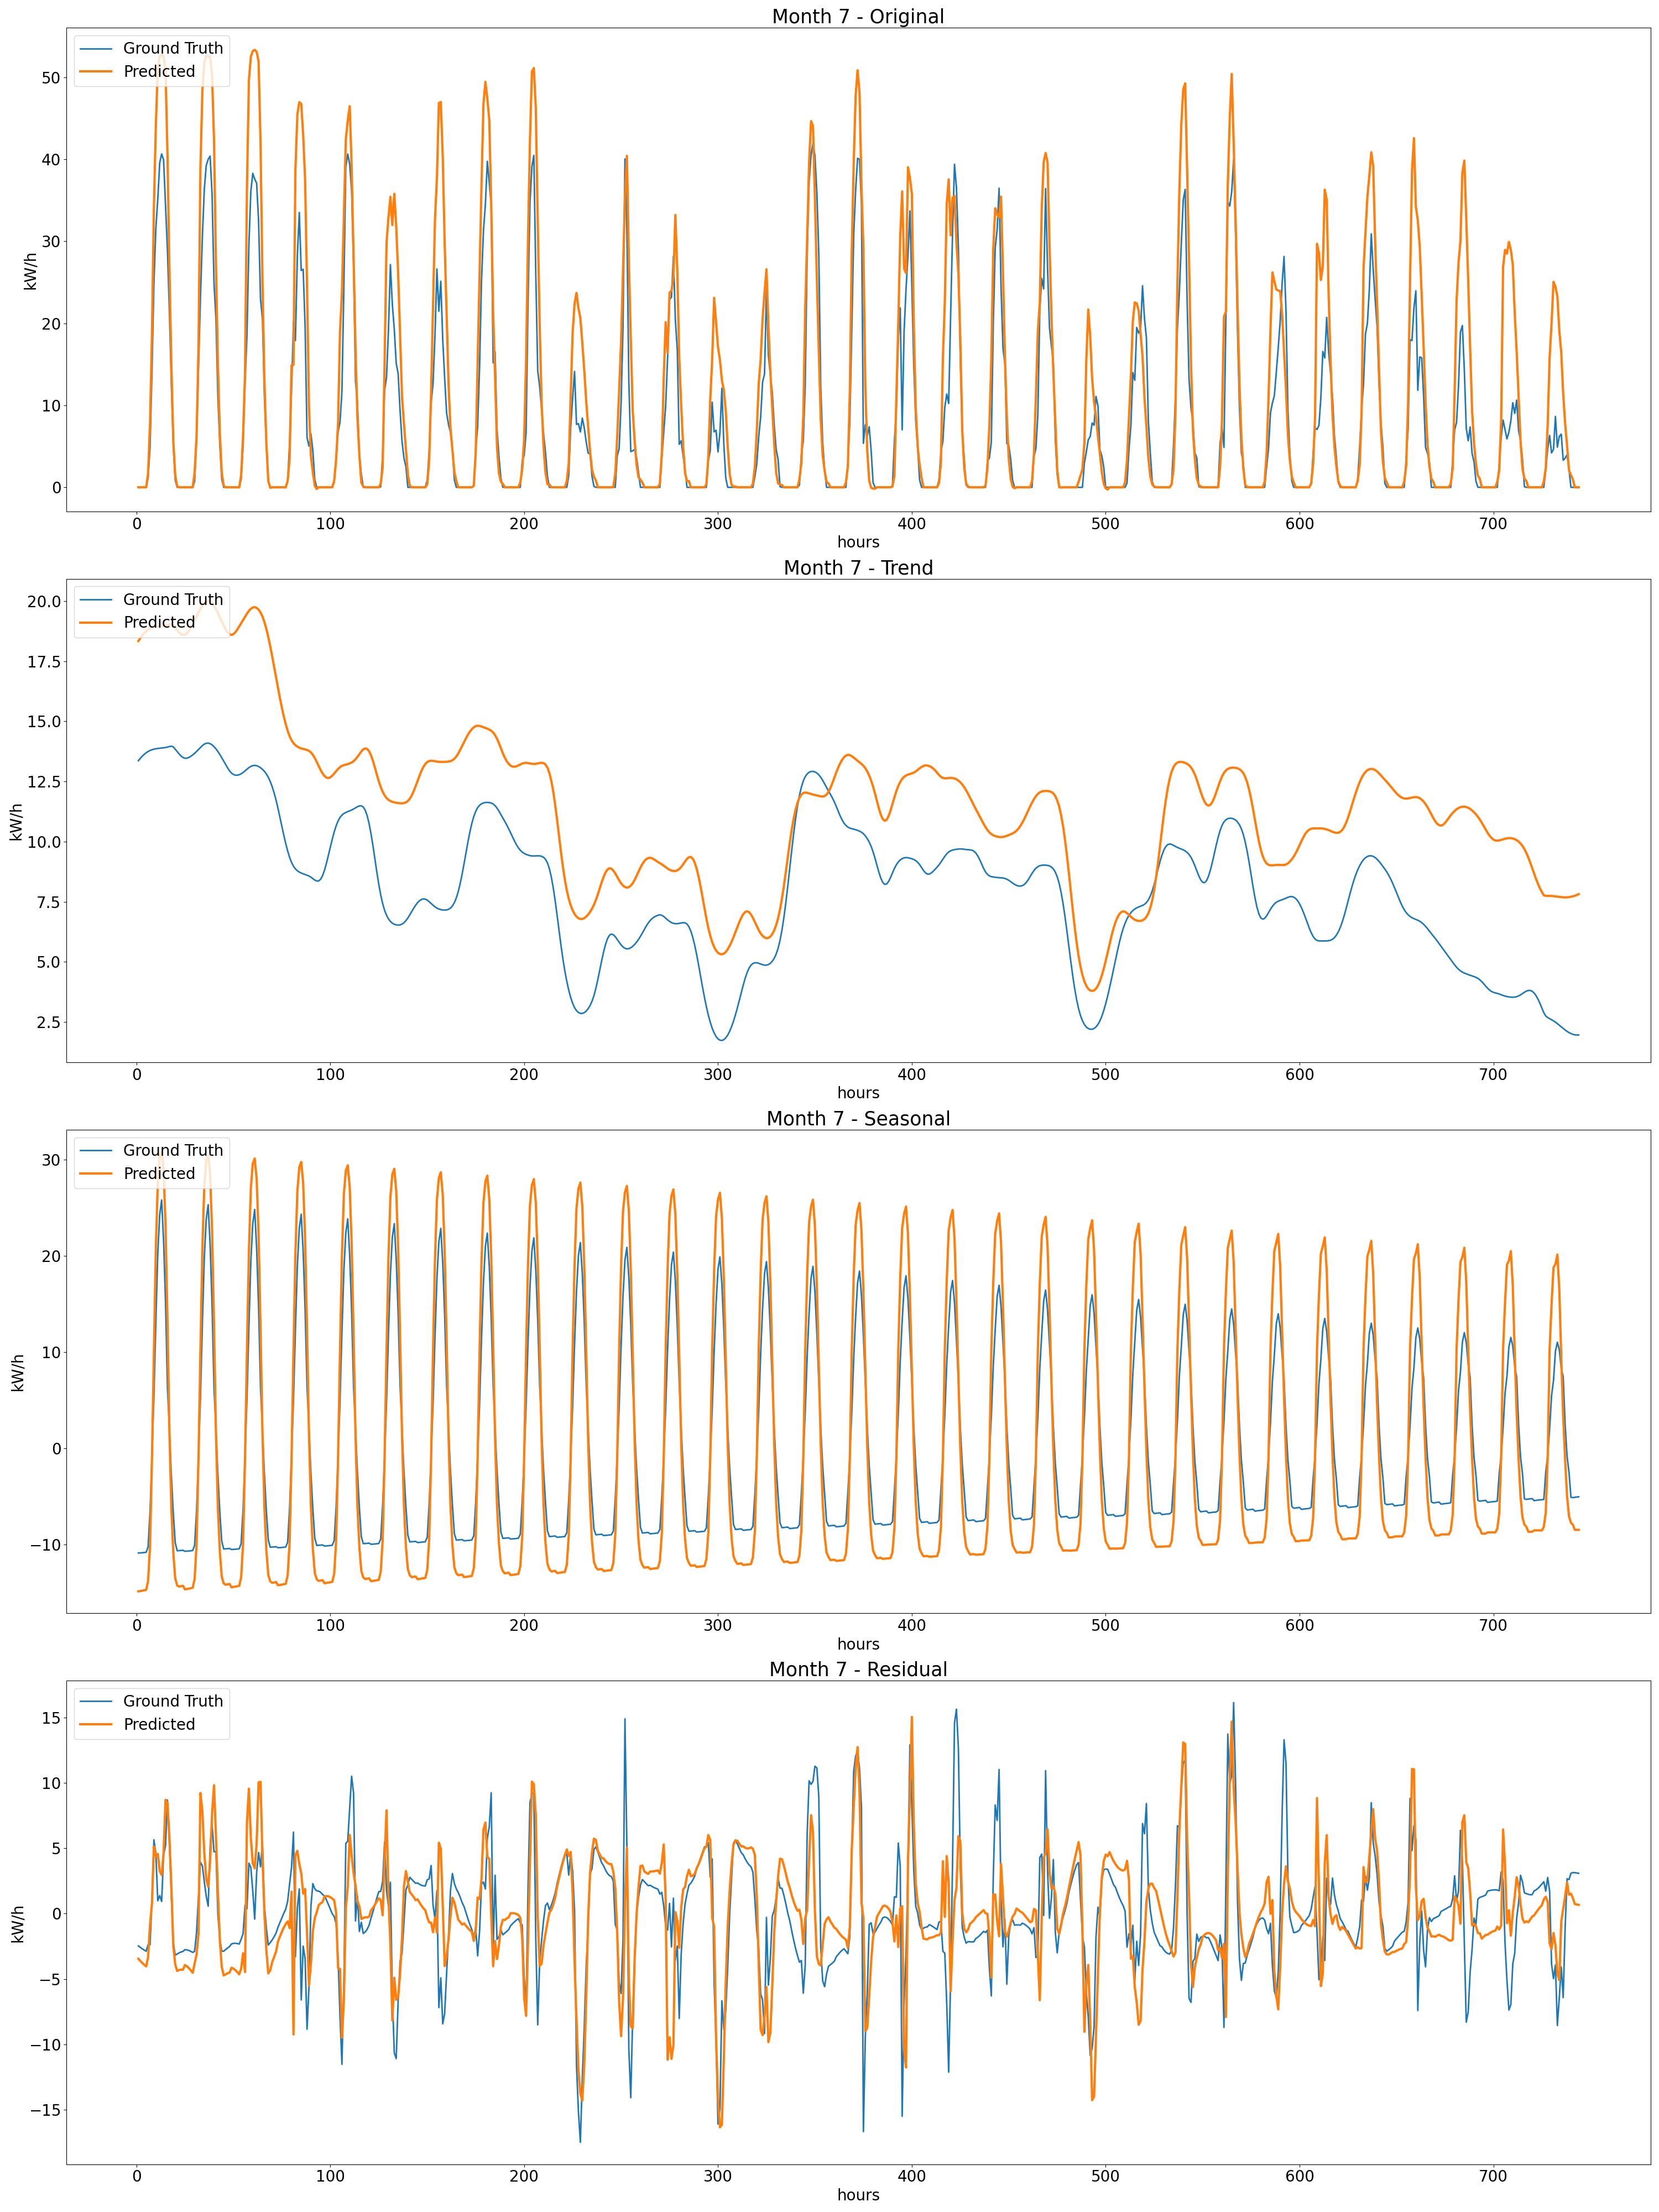 Month 7 - Original
Ground Truth
Predicted
kW/h
50
40
30
20
10
0
0 100 200 300 400 500 600 700
hours
Month 7 - Trend
Ground Truth
Predicted
kW/h
20.0
17.5
15.0
12.5
10.0
7.5
5.0
2.5
0 100 200 300 400 500 600 700
hours
Month 7 - Seasonal
Ground Truth
Predicted
kW/h
30
20
10
0
−10
0 100 200 300 400 500 600 700
hours
Month 7 - Residual
Ground Truth
Predicted
kW/h
15
10
5
0
−5
−10
−15
0 100 200 300 400 500 600 700
hours